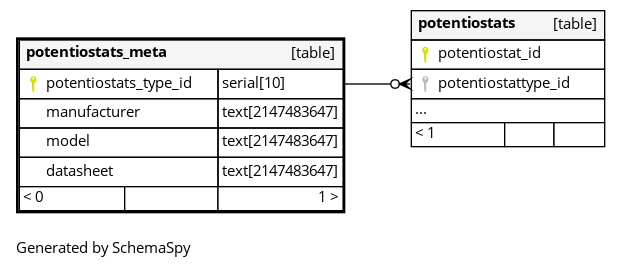 potentiostats_meta [table]
potentiostats_type_id serial[10]
manufacturer text[2147483647]
model text[2147483647]
datasheet text[2147483647]
< 0 1 >
potentiostats [table]
potentiostat_id
potentiostattype_id
...
< 1
Generated by SchemaSpy